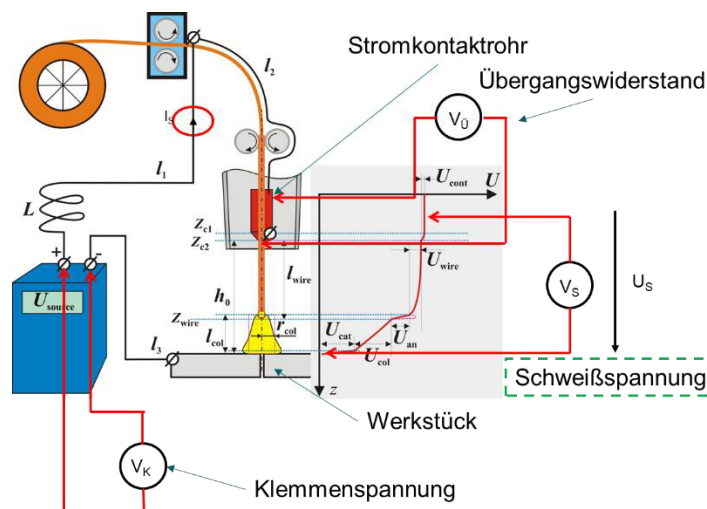 Stromkontaktrohr
Übergangswiderstand
V_Ü
l_2
I_S
l_1
L
U_cont
U
Z_c1
Z_c2
l_wire
U_wire
V_S
U_S
+
-
U_source
h_0
z_wire
r_col
l_col
U_cat
U_an
U_col
l_3
z
Schweißspannung
Werkstück
V_K
Klemmenspannung